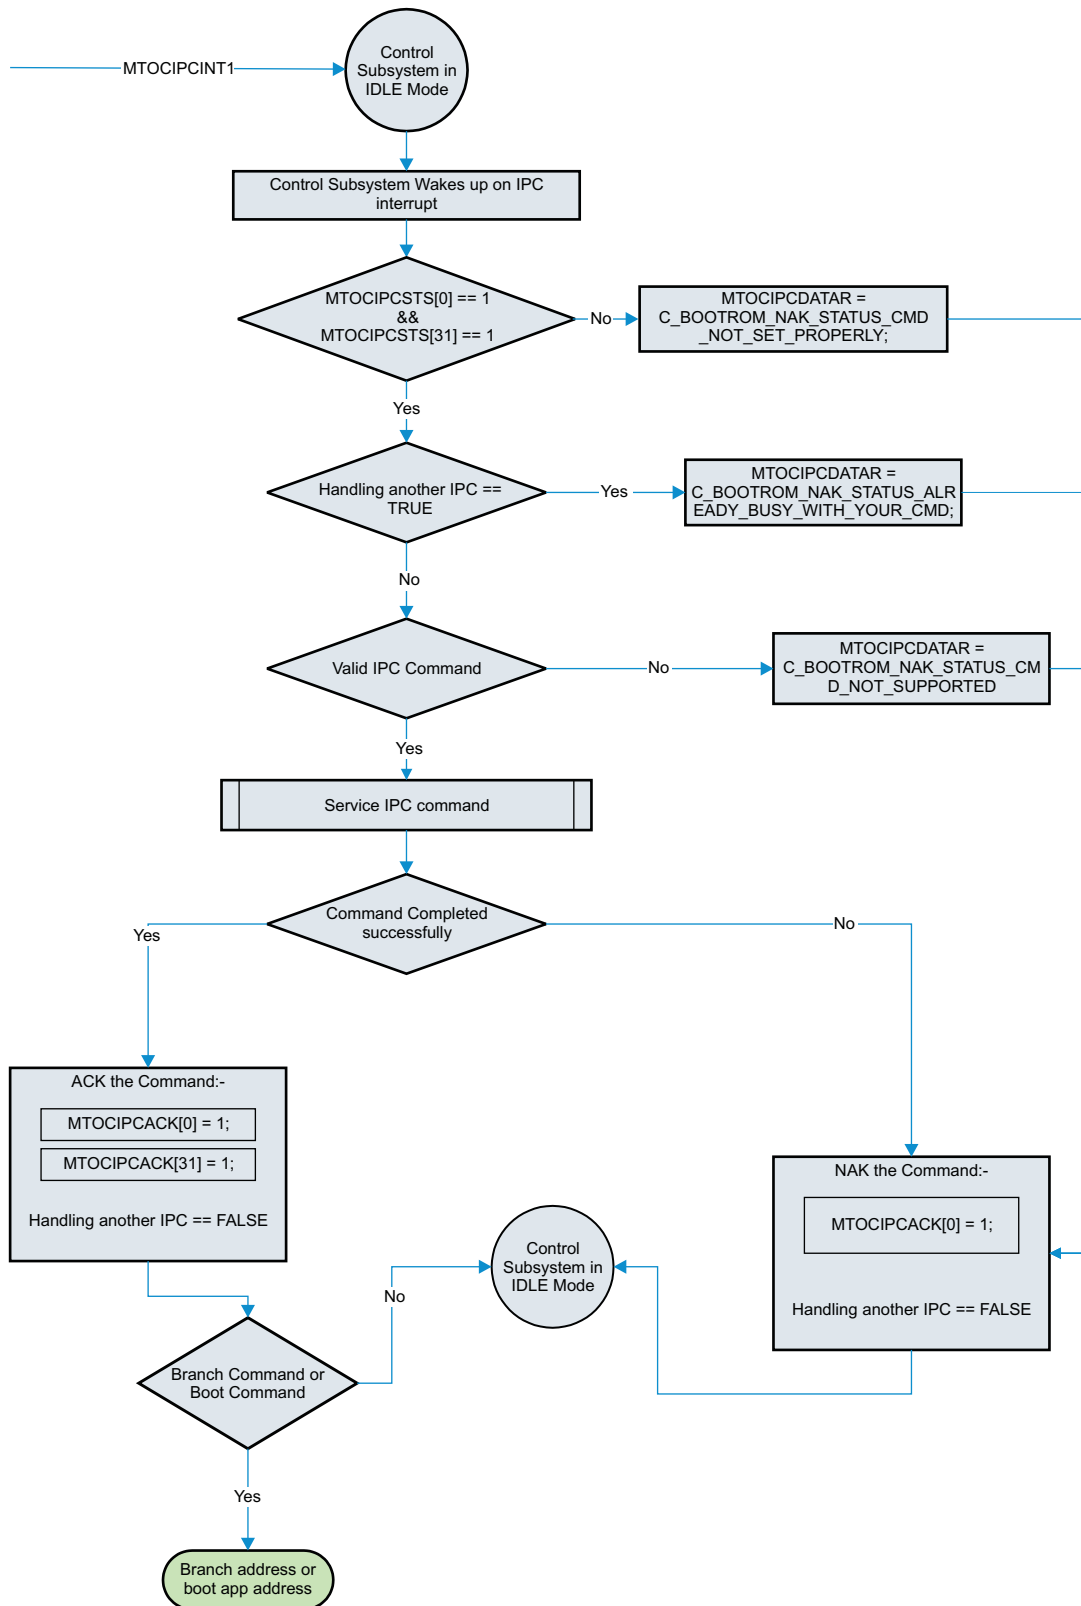 MTOCIPCINT1
Control
Subsystem in
IDLE Mode
Control Subsystem Wakes up on IPC
interrupt
MTOCIPCSTS[0] == 1
&&
MTOCIPCSTS[31] == 1
No
MTOCIPCDATAR =
C_BOOTROM_NAK_STATUS_CMD
_NOT_SET_PROPERLY;
Yes
Handling another IPC ==
TRUE
Yes
MTOCIPCDATAR =
C_BOOTROM_NAK_STATUS_ALR
EADY_BUSY_WITH_YOUR_CMD;
No
Valid IPC Command
No
MTOCIPCDATAR =
C_BOOTROM_NAK_STATUS_CM
D_NOT_SUPPORTED
Yes
Service IPC command
Command Completed
successfully
Yes
No
ACK the Command:-
MTOCIPCACK[0] = 1;
MTOCIPCACK[31] = 1;
Handling another IPC == FALSE
NAK the Command:-
MTOCIPCACK[0] = 1;
Handling another IPC == FALSE
Control
Subsystem in
IDLE Mode
No
Branch Command or
Boot Command
Yes
Branch address or
boot app address